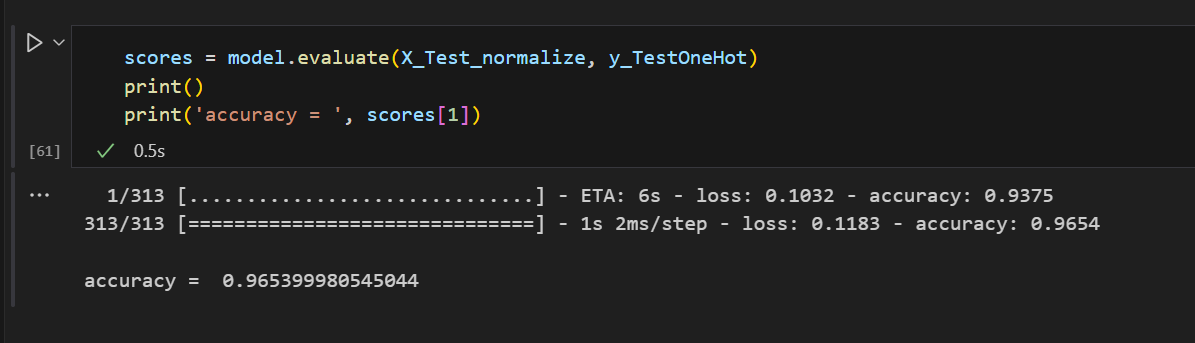 scores = model.evaluate(X_Test_normalize, y_TestOneHot)
print()
print('accuracy = ', scores[1])
[61]
0.5s
...
1/313 [..............................] - ETA: 6s - loss: 0.1032 - accuracy: 0.9375
313/313 [==============================] - 1s 2ms/step - loss: 0.1183 - accuracy: 0.9654
accuracy =  0.965399980545044